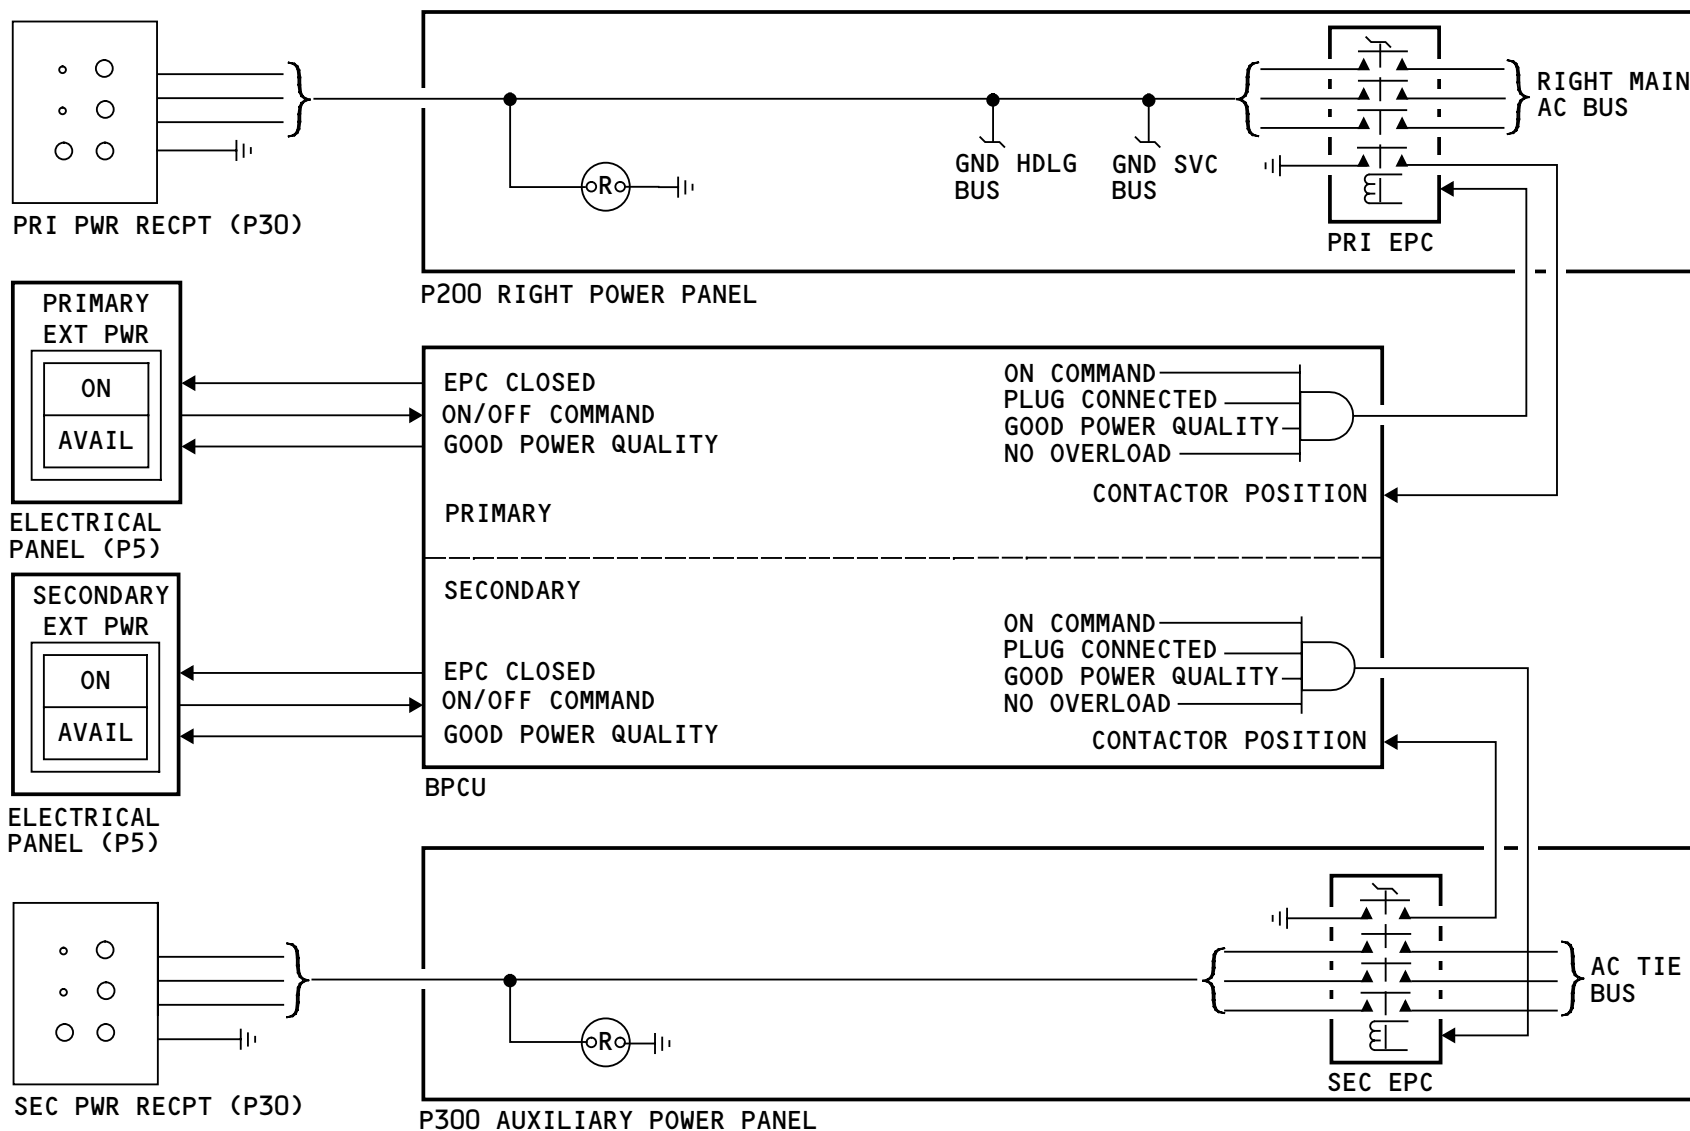 RIGHT MAIN
AC BUS
GND HDLG
BUS
GND SVC
BUS
R
PRI EPC
PRI PWR RECPT (P30)
P200 RIGHT POWER PANEL
PRIMARY
EXT PWR
ON
AVAIL
ELECTRICAL
PANEL (P5)
EPC CLOSED
ON/OFF COMMAND
GOOD POWER QUALITY
PRIMARY
ON COMMAND
PLUG CONNECTED
GOOD POWER QUALITY
NO OVERLOAD
CONTACTOR POSITION
SECONDARY
EXT PWR
ON
AVAIL
ELECTRICAL
PANEL (P5)
SECONDARY
EPC CLOSED
ON/OFF COMMAND
GOOD POWER QUALITY
ON COMMAND
PLUG CONNECTED
GOOD POWER QUALITY
NO OVERLOAD
CONTACTOR POSITION
BPCU
AC TIE
BUS
R
SEC EPC
SEC PWR RECPT (P30)
P300 AUXILIARY POWER PANEL